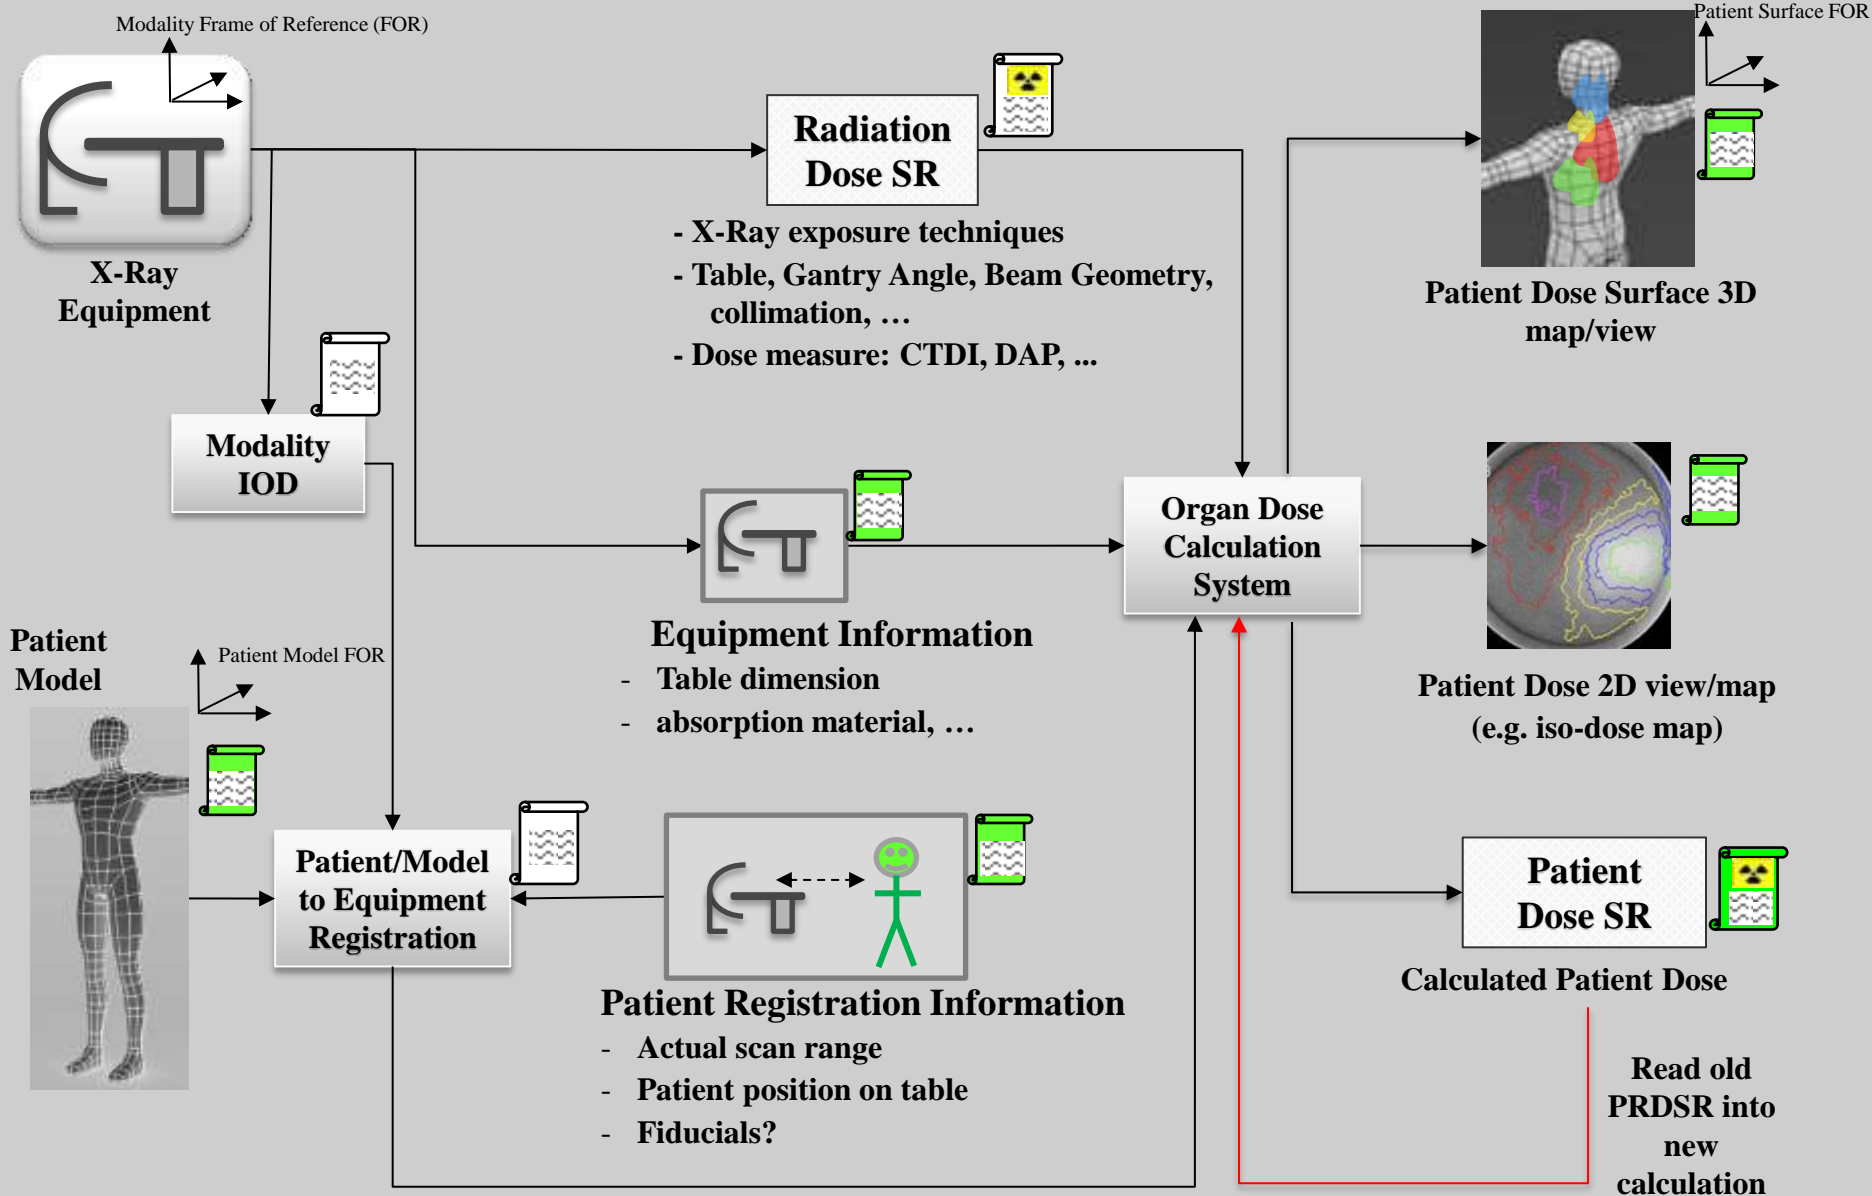 Modality Frame of Reference (FOR)
Patient Surface FOR
Radiation
Dose SR
X-Ray
Equipment
- X-Ray exposure techniques
- Table, Gantry Angle, Beam Geometry,
collimation, …
- Dose measure: CTDI, DAP, ...
Patient Dose Surface 3D
map/view
Modality
IOD
Organ Dose
Calculation
System
Equipment Information
- Table dimension
- absorption material, …
Patient
Model
Patient Model FOR
Patient Dose 2D view/map
(e.g. iso-dose map)
Patient/Model
to Equipment
Registration
Patient
Dose SR
Calculated Patient Dose
Patient Registration Information
- Actual scan range
- Patient position on table
- Fiducials?
Read old
PRDSR into
new
calculation